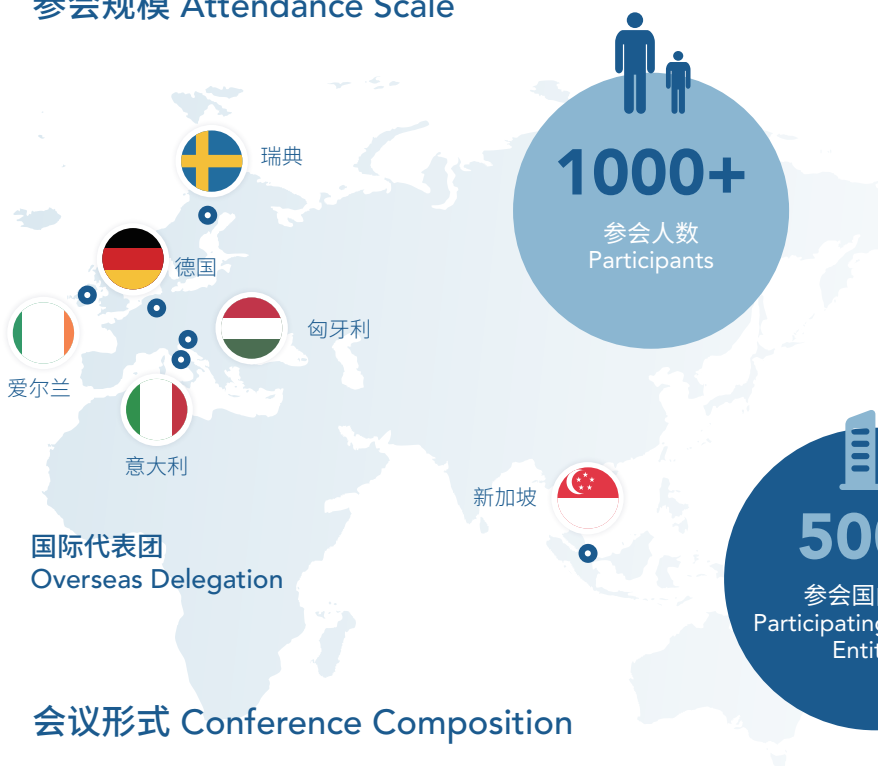 参会规模 Attendance Scale
瑞典
1000+
参会人数
Participants
德国
匈牙利
爱尔兰
意大利
新加坡
国际代表团
Overseas Delegation
参会国
Participating
会议形式 Conference Composition